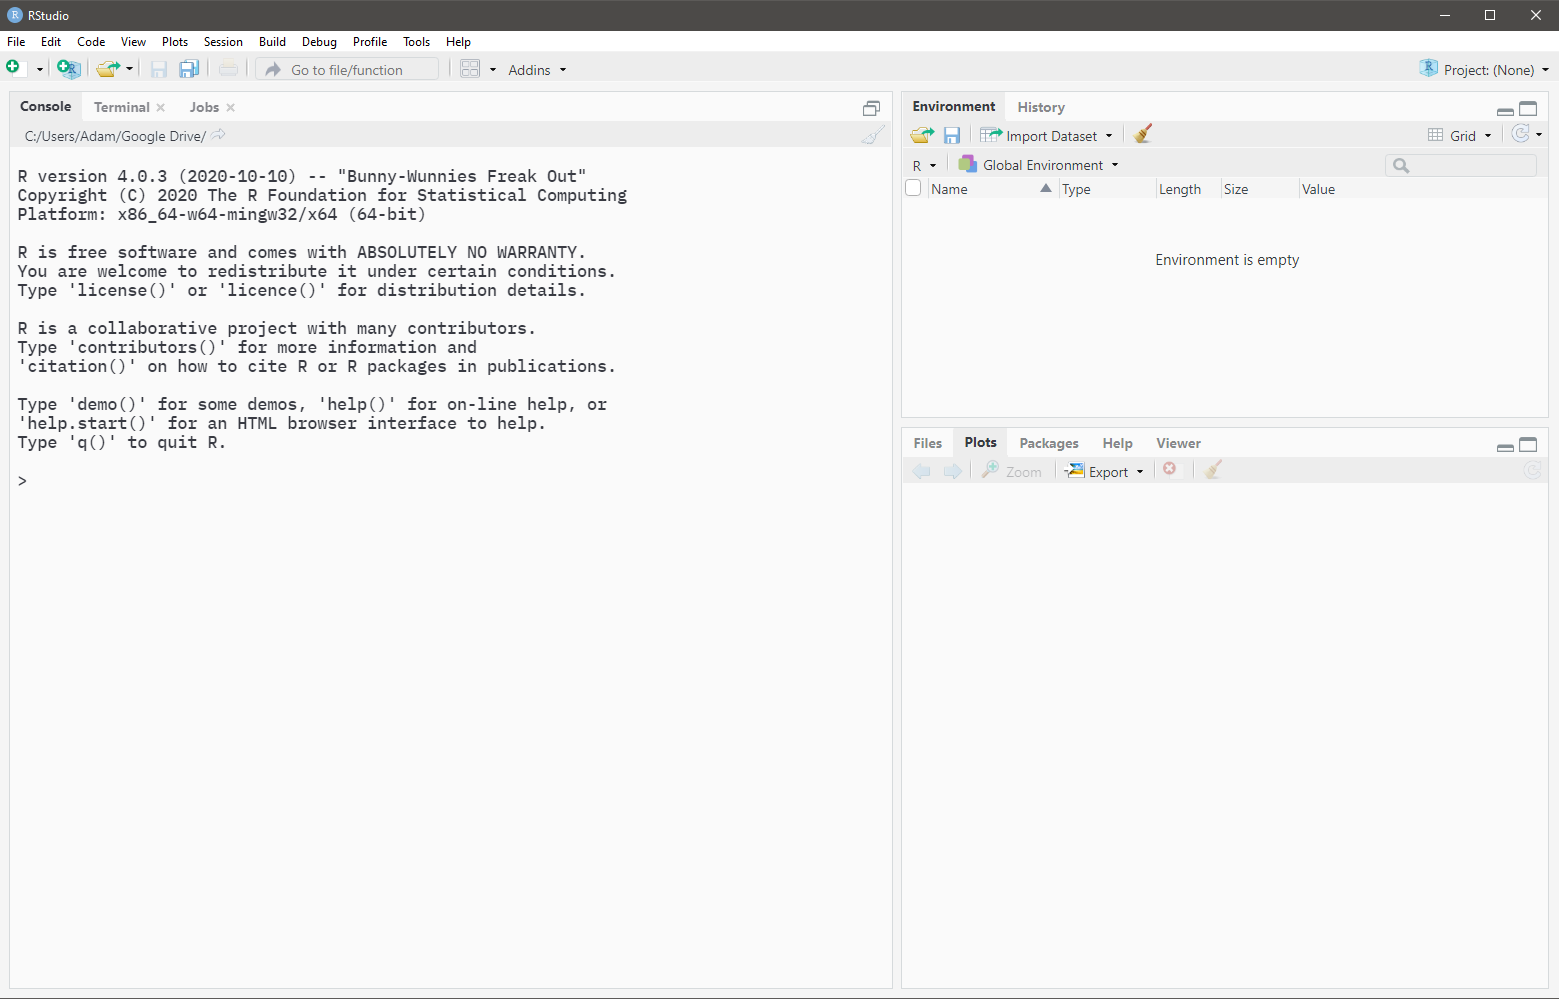 RStudio
File Edit Code View Plots Session Build Debug Profile Tools Help
Go to file/function Addins Project: (None)
Console Terminal Jobs
C:/Users/Adam/Google Drive/
R version 4.0.3 (2020-10-10) -- "Bunny-Wunnies Freak Out"
Copyright (C) 2020 The R Foundation for Statistical Computing
Platform: x86_64-w64-mingw32/x64 (64-bit)
R is free software and comes with ABSOLUTELY NO WARRANTY.
You are welcome to redistribute it under certain conditions.
Type 'license()' or 'licence()' for distribution details.
R is a collaborative project with many contributors.
Type 'contributors()' for more information and
'citation()' on how to cite R or R packages in publications.
Type 'demo()' for some demos, 'help()' for on-line help, or
'help.start()' for an HTML browser interface to help.
Type 'q()' to quit R.
>
Environment History
Import Dataset Grid
R Global Environment
Name Type Length Size Value
Environment is empty
Files Plots Packages Help Viewer
Zoom Export